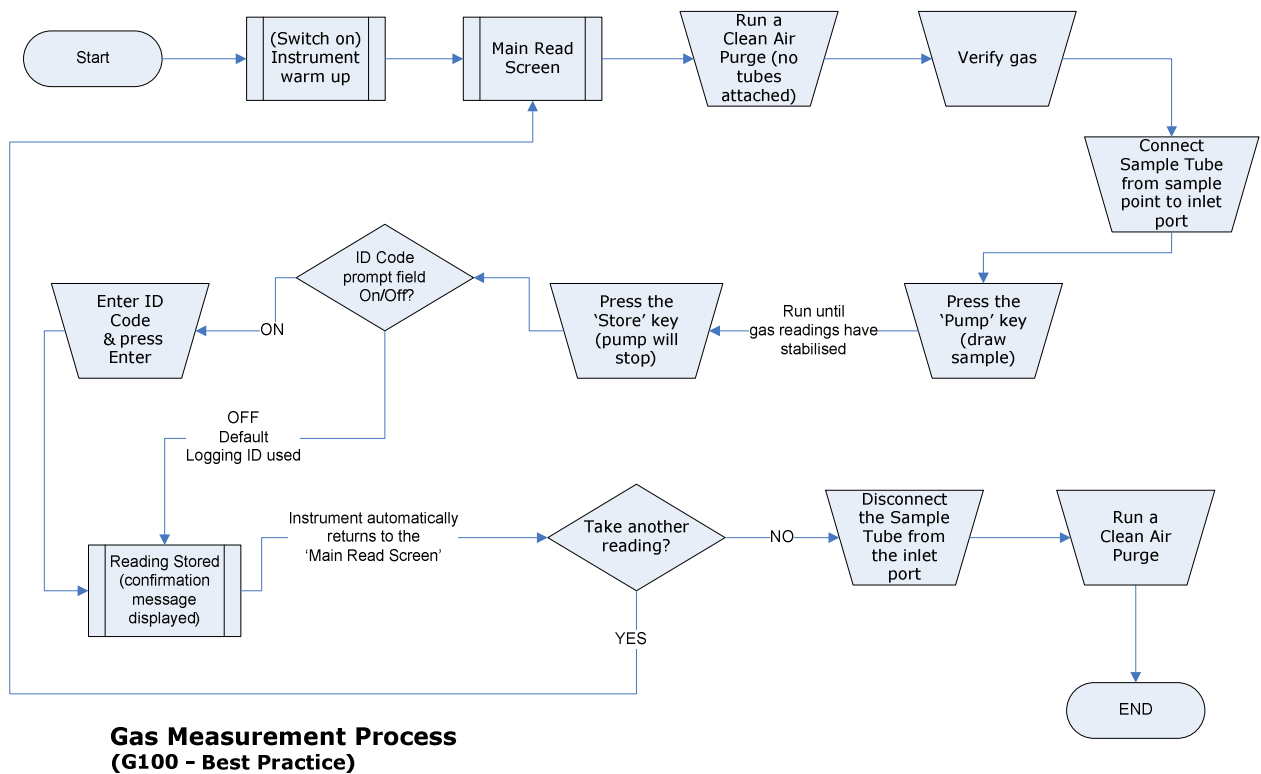 Start
(Switch on)
Instrument
warm up
Main Read
Screen
Run a
Clean Air
Purge (no
tubes
attached)
Verify gas
Connect
Sample Tube
from sample
point to inlet
port
Press the
‘Pump’ key
(draw
sample)
Run until
gas readings have
stabilised
Press the
‘Store’ key
(pump will
stop)
ID Code
prompt field
On/Off?
ON
Enter ID
Code
& press
Enter
OFF
Default
Logging ID used
Reading Stored
(confirmation
message
displayed)
Instrument automatically
returns to the
‘Main Read Screen’
Take another
reading?
YES
NO
Disconnect
the Sample
Tube from
the inlet
port
Run a
Clean Air
Purge
END
Gas Measurement Process
(G100 – Best Practice)